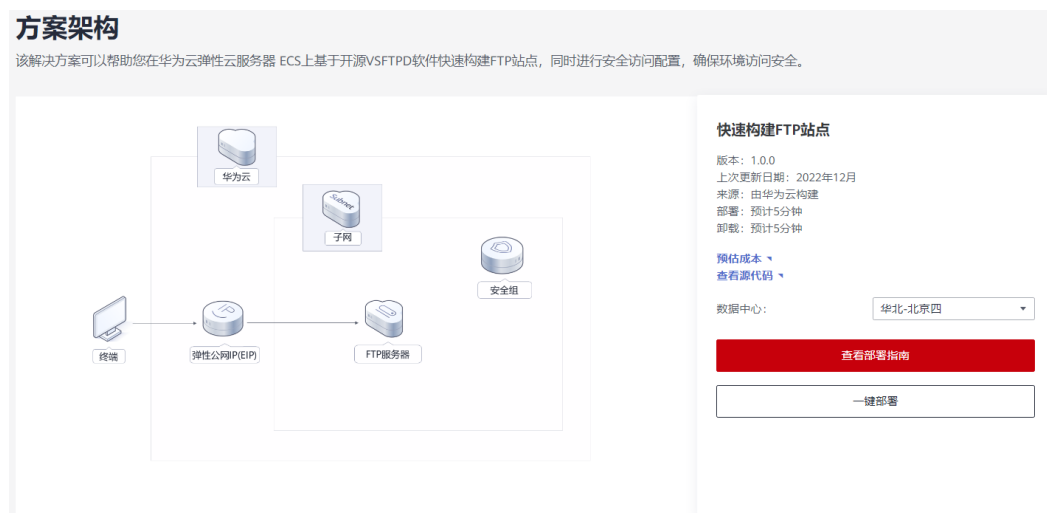 方案架构
该解决方案可以帮助您在华为云弹性云服务器 ECS上基于开源VSFTPD软件快速构建FTP站点，同时进行安全访问配置，确保环境访问安全。
华为云
Subnet
子网
安全组
IP
终端
弹性公网IP(EIP)
FTP服务器
快速构建FTP站点
版本：1.0.0
上次更新日期：2022年12月
来源：由华为云构建
部署：预计5分钟
卸载：预计5分钟
预估成本
查看源代码
数据中心：
华北-北京四
查看部署指南
一键部署